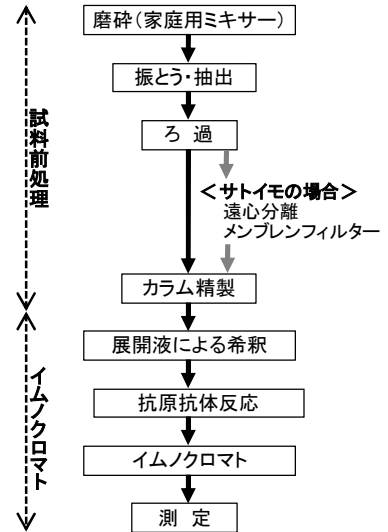 磨砕(家庭用ミキサー)
振とう・抽出
ろ 過
<サトイモの場合>
遠心分離
メンブレンフィルター
カラム精製
展開液による希釈
抗原抗体反応
イムノクロマト
測 定
試料前処理
イムノクロマト